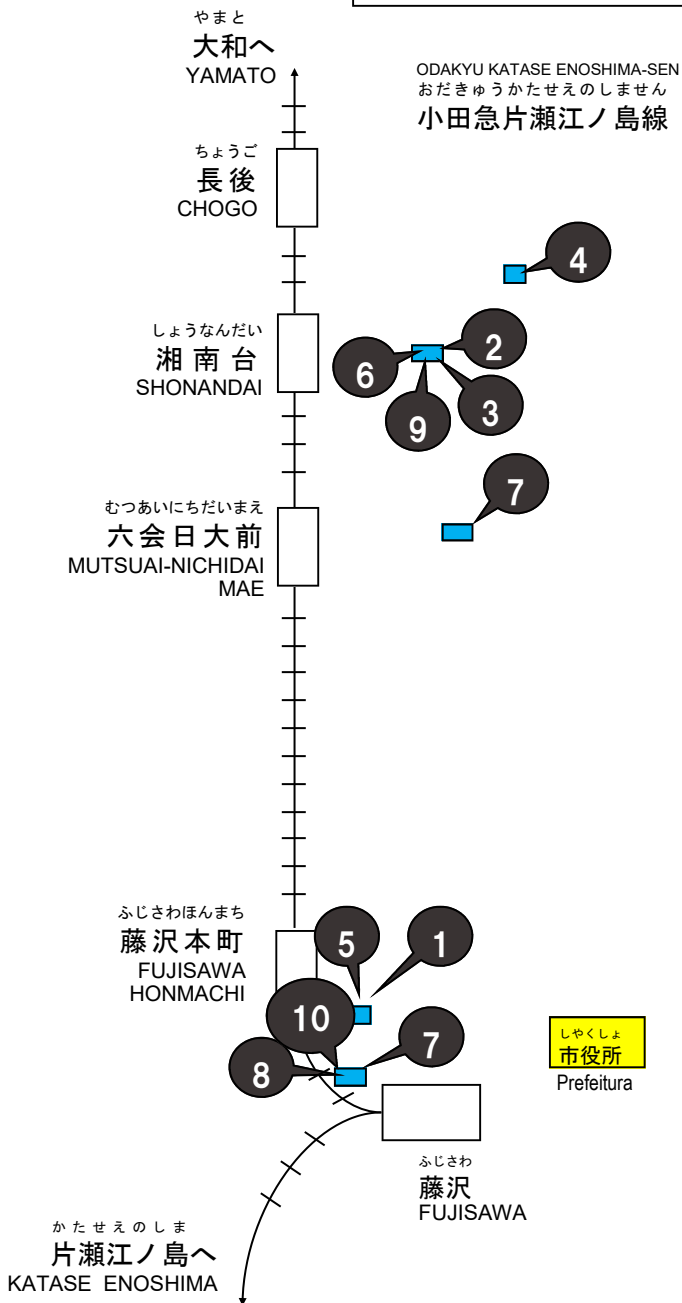 やまと
大和へ
YAMATO
ODAKYU KATASE ENOSHIMA-SEN
おだきゅうかたせえのしません
小田急片瀬江ノ島線
ちょうご
長後
CHOGO
4
しょうなんだい
湘南台
SHONANDAI
2
6
3
9
むつあいにちだいまえ
六会日大前
MUTSUAI-NICHIDAI
MAE
7
ふじさわほんまち
藤沢本町
FUJISAWA
HONMACHI
5
1
10
7
8
しやくしょ
市役所
Prefeitura
ふじさわ
藤沢
FUJISAWA
かたせえのしま
片瀬江ノ島へ
KATASE ENOSHIMA